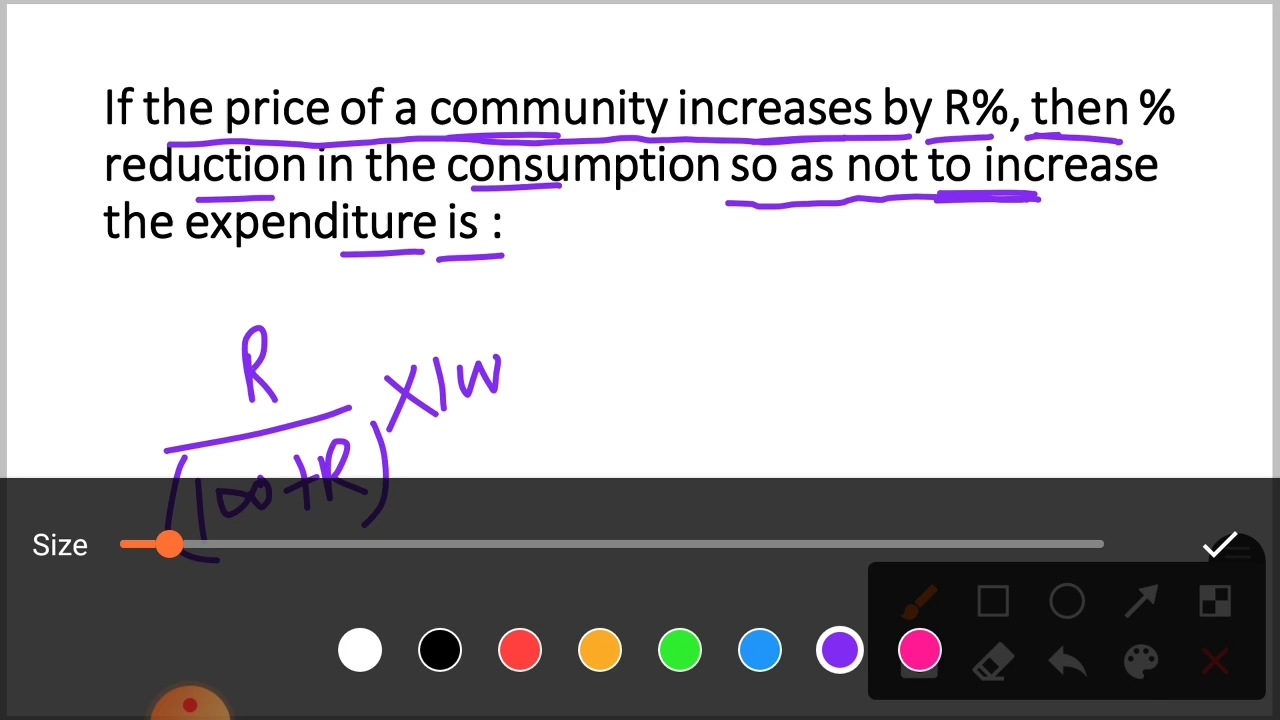 If the price of a community increases by R%, then %
reduction in the consumption so as not to increase
the expenditure is :
R
X100
(100+R)
Size